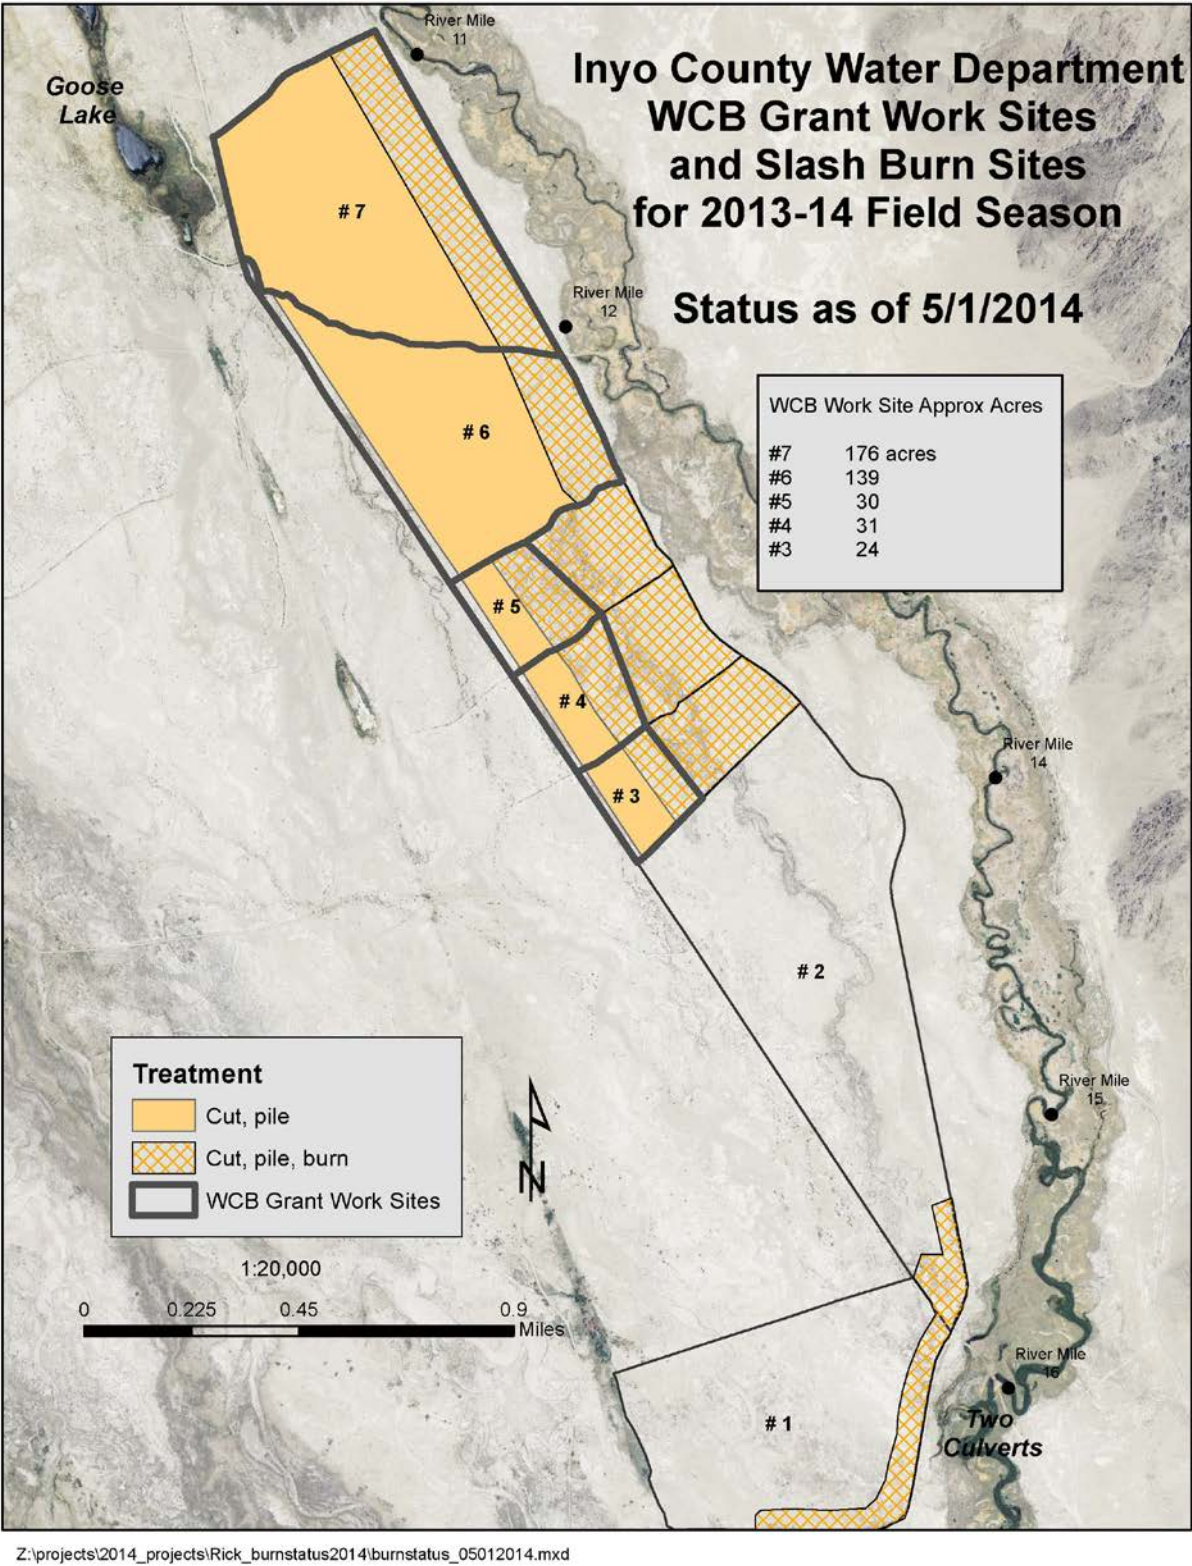 Inyo County Water Department
WCB Grant Work Sites
and Slash Burn Sites
for 2013-14 Field Season
Status as of 5/1/2014
River Mile
11
Goose
Lake
# 7
River Mile
12
WCB Work Site Approx Acres
#7 176 acres
#6 139
#5 30
#4 31
#3 24
# 6
# 5
# 4
River Mile
14
# 3
# 2
Treatment
Cut, pile
Cut, pile, burn
WCB Grant Work Sites
N
River Mile
15
1:20,000
0 0.225 0.45 0.9
Miles
River Mile
16
# 1
Two
Culverts
Z:\projects\2014_projects\Rick_burnstatus2014\burnstatus_05012014.mxd